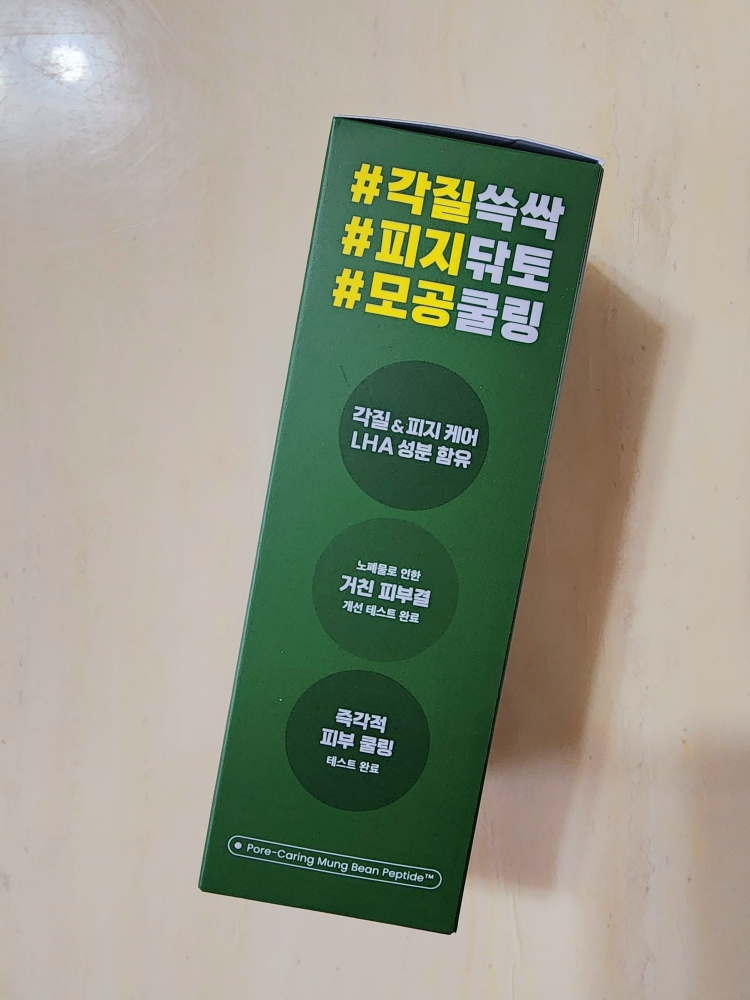 #각질쓱싹
#피지닦토
#모공쿨링
각질 & 피지 케어
LHA 성분 함유
노폐물로 인한
거친 피부결
개선 테스트 완료
즉각적
피부 쿨링
테스트 완료
Pore-Caring Mung Bean Peptide™